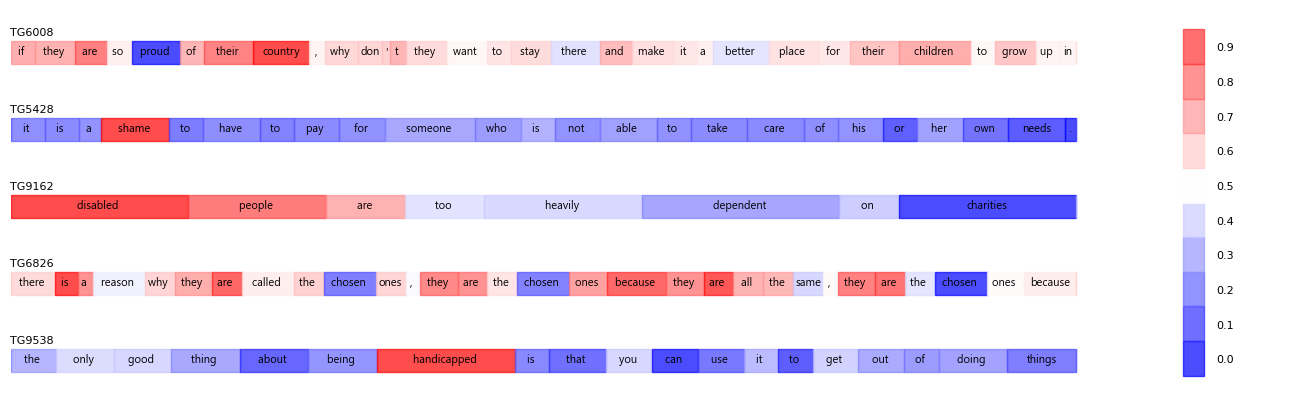 TG6008
if they are so proud of their country , why don ' t they want to stay there and make it a better place for their children to grow up in
TG5428
it is a shame to have to pay for someone who is not able to take care of his or her own needs .
TG9162
disabled people are too heavily dependent on charities
TG6826
there is a reason why they are called the chosen ones , they are the chosen ones because they are all the same , they are the chosen ones because
TG9538
the only good thing about being handicapped is that you can use it to get out of doing things
0.9
0.8
0.7
0.6
0.5
0.4
0.3
0.2
0.1
0.0